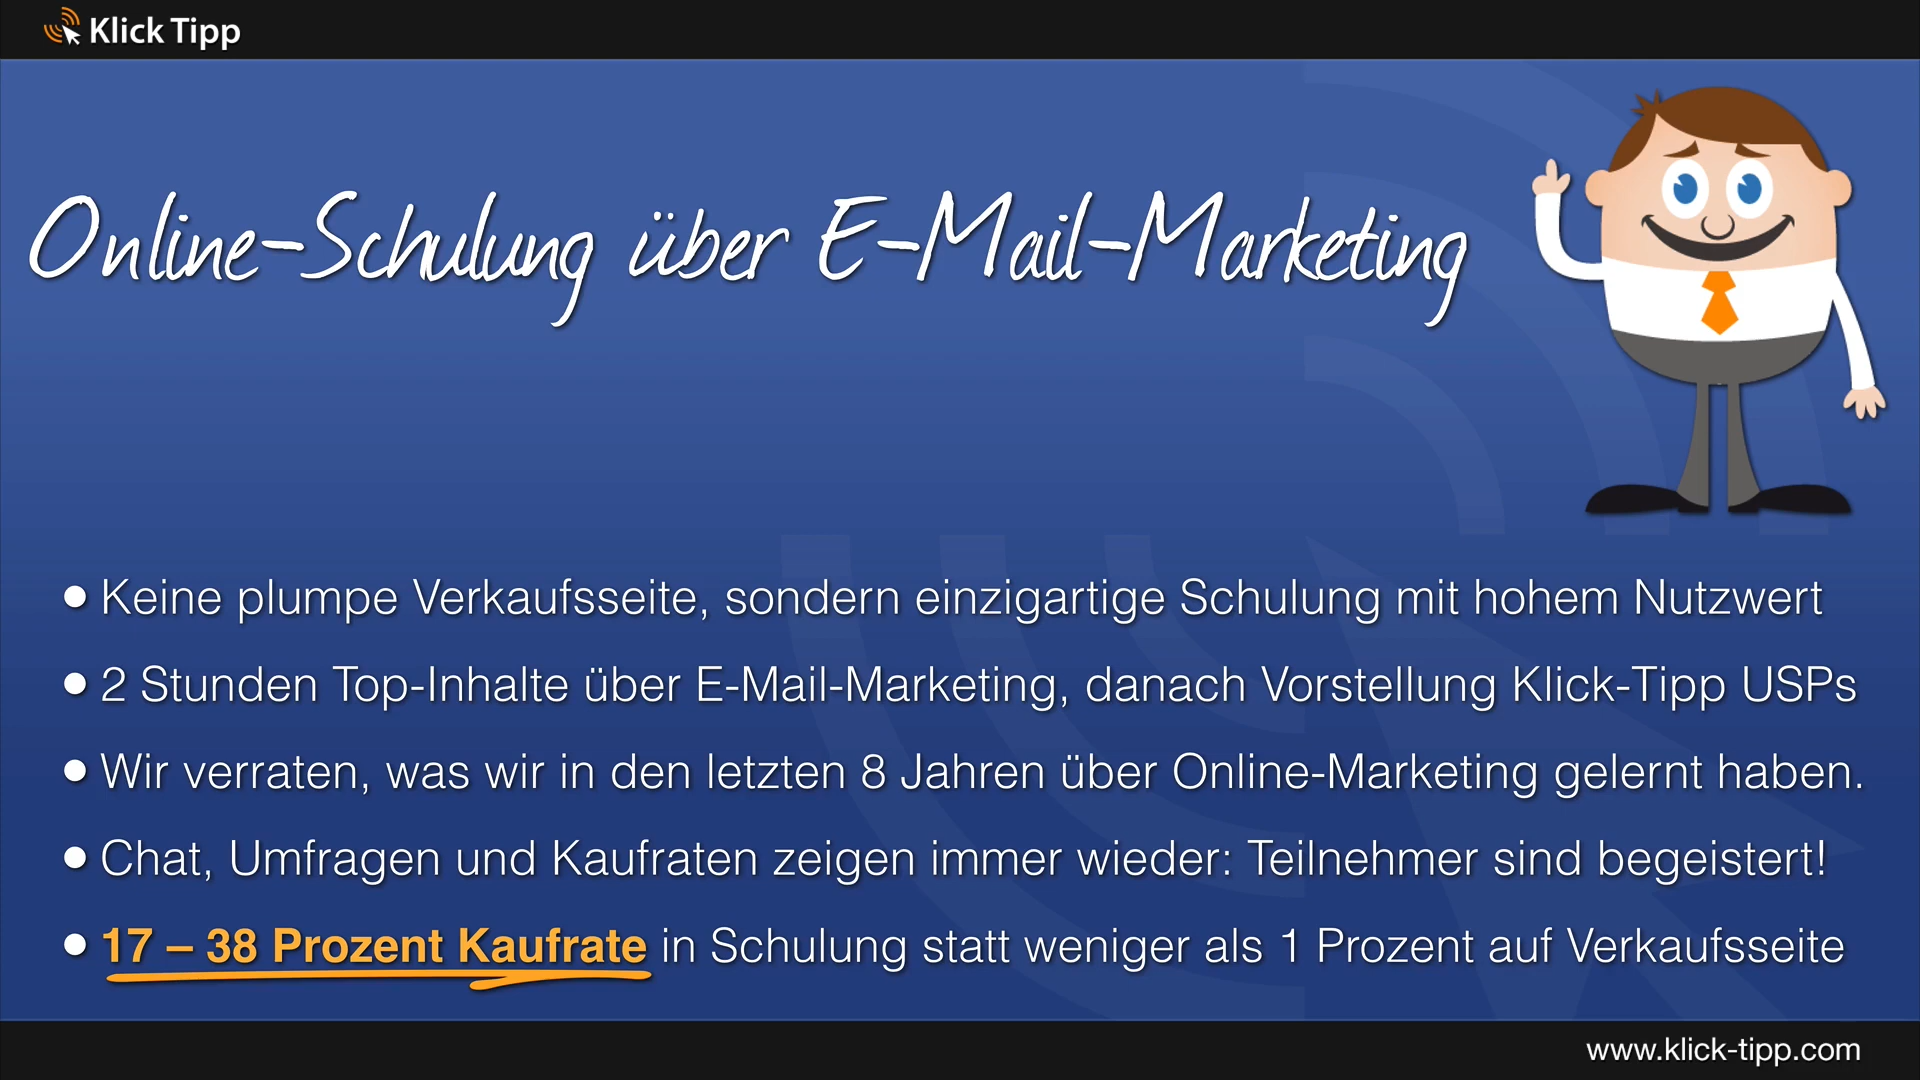 Klick Tipp
Online-Schulung über E-Mail-Marketing
• Keine plumpe Verkaufsseite, sondern einzigartige Schulung mit hohem Nutzwert
• 2 Stunden Top-Inhalte über E-Mail-Marketing, danach Vorstellung Klick-Tipp USPs
• Wir verraten, was wir in den letzten 8 Jahren über Online-Marketing gelernt haben.
• Chat, Umfragen und Kaufraten zeigen immer wieder: Teilnehmer sind begeistert!
• 17 – 38 Prozent Kaufrate in Schulung statt weniger als 1 Prozent auf Verkaufsseite
www.klick-tipp.com